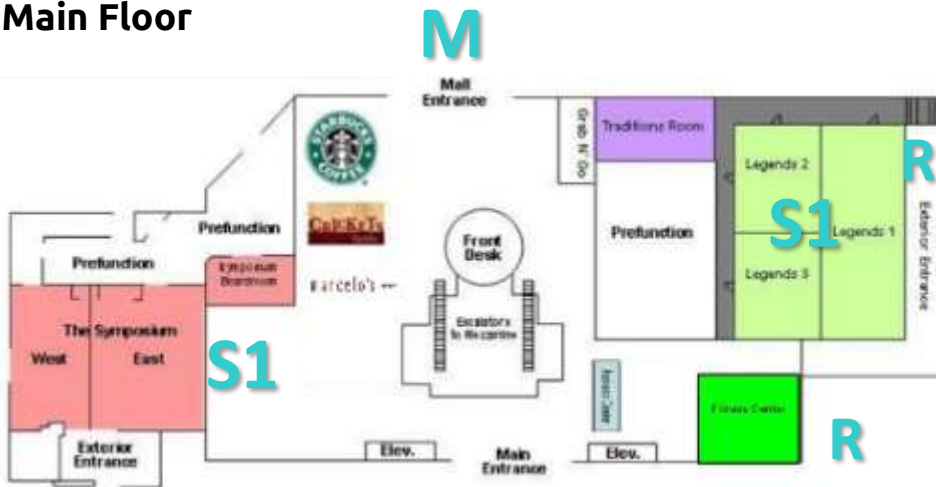 Main Floor
M
Mall
Entrance
STARBUCKS
COFFEE
Grab N' Go
Traditions Room
Legends 2
R
S1
Legends 1
Prefunction
Prefunction
Front
Desk
Exterior Entrance
Prefunction
Symposium
Boardroom
Legends 3
Marcelo's
Escalators
The Symposium
West
East
S1
Fitness Center
R
Exterior
Entrance
Elev.
Main
Entrance
Elev.